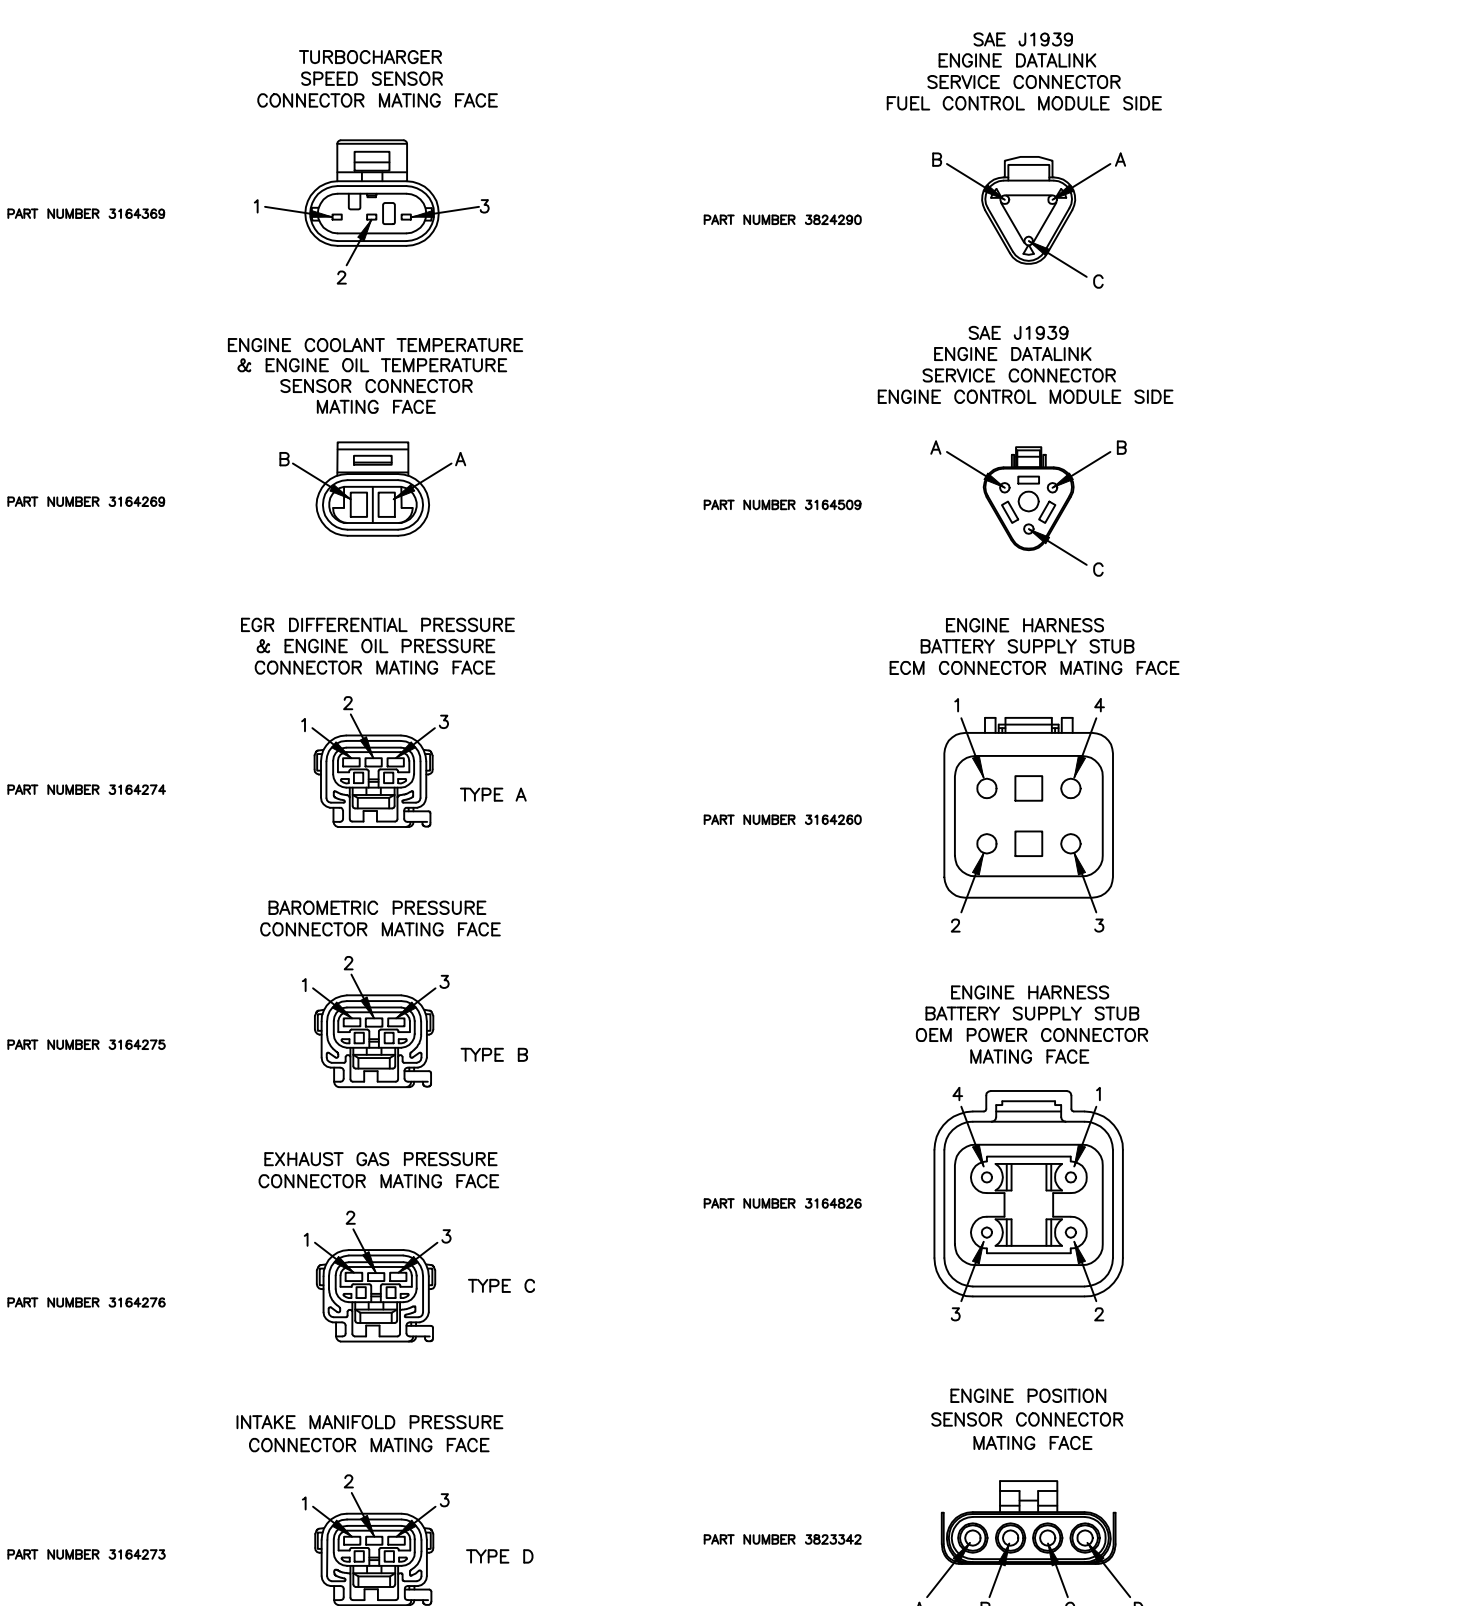 TURBOCHARGER
SPEED SENSOR
CONNECTOR MATING FACE
PART NUMBER 3164369
1
3
2
ENGINE COOLANT TEMPERATURE
& ENGINE OIL TEMPERATURE
SENSOR CONNECTOR
MATING FACE
B
A
PART NUMBER 3164269
EGR DIFFERENTIAL PRESSURE
& ENGINE OIL PRESSURE
CONNECTOR MATING FACE
2
1
3
PART NUMBER 3164274
TYPE A
BAROMETRIC PRESSURE
CONNECTOR MATING FACE
2
1
3
PART NUMBER 3164275
TYPE B
EXHAUST GAS PRESSURE
CONNECTOR MATING FACE
2
1
3
TYPE C
PART NUMBER 3164276
INTAKE MANIFOLD PRESSURE
CONNECTOR MATING FACE
2
1
3
PART NUMBER 3164273
TYPE D
SAE J1939
ENGINE DATALINK
SERVICE CONNECTOR
FUEL CONTROL MODULE SIDE
B
A
PART NUMBER 3824290
C
SAE J1939
ENGINE DATALINK
SERVICE CONNECTOR
ENGINE CONTROL MODULE SIDE
A
B
PART NUMBER 3164509
C
ENGINE HARNESS
BATTERY SUPPLY STUB
ECM CONNECTOR MATING FACE
1
4
PART NUMBER 3164260
2
3
ENGINE HARNESS
BATTERY SUPPLY STUB
OEM POWER CONNECTOR
MATING FACE
4
1
PART NUMBER 3164826
3
2
ENGINE POSITION
SENSOR CONNECTOR
MATING FACE
PART NUMBER 3823342